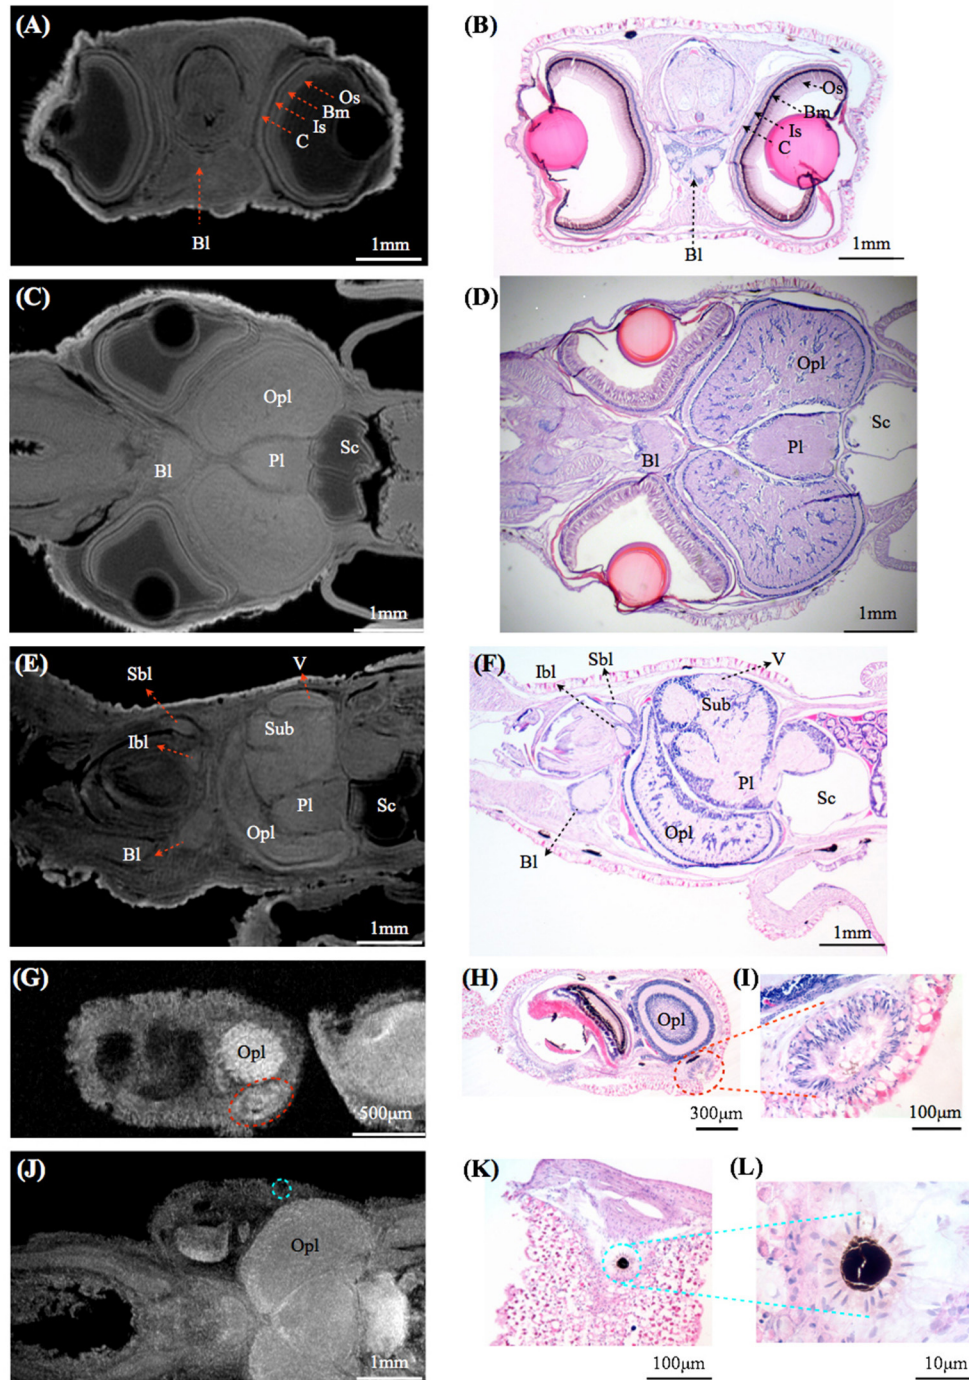 (A)
Os
Bm
Is
C
Bl
1mm
(B)
Os
Bm
Is
C
Bl
1mm
(C)
Opl
Sc
Pl
Bl
1mm
(D)
Opl
Sc
Pl
Bl
1mm
(E)
Sbl
V
Ibl
Sub
Pl
Sc
Opl
Bl
1mm
(F)
Sbl
V
Ibl
Sub
Pl
Sc
Opl
Bl
1mm
(G)
Opl
500μm
(H)
Opl
300μm
(I)
100μm
(J)
Opl
1mm
(K)
100μm
(L)
10μm